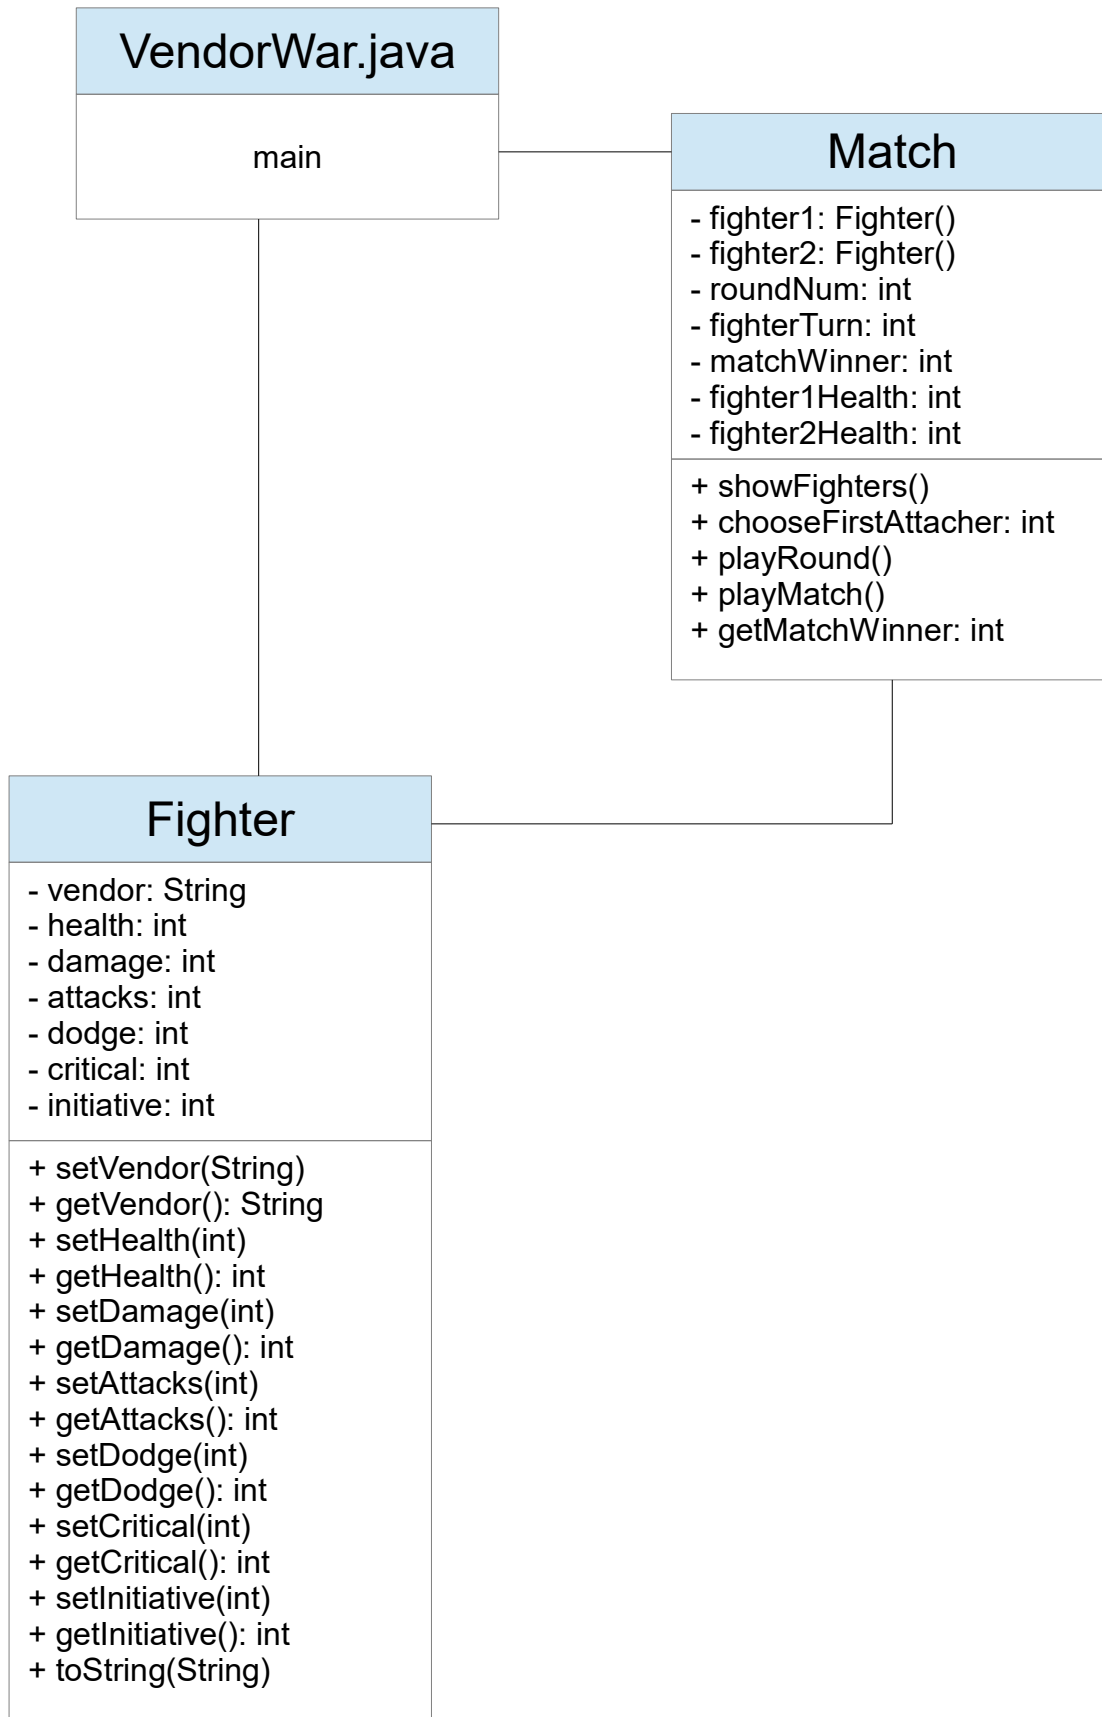 VendorWar.java
main
Match
- fighter1: Fighter()
- fighter2: Fighter()
- roundNum: int
- fighterTurn: int
- matchWinner: int
- fighter1Health: int
- fighter2Health: int
+ showFighters()
+ chooseFirstAttacher: int
+ playRound()
+ playMatch()
+ getMatchWinner: int
Fighter
- vendor: String
- health: int
- damage: int
- attacks: int
- dodge: int
- critical: int
- initiative: int
+ setVendor(String)
+ getVendor(): String
+ setHealth(int)
+ getHealth(): int
+ setDamage(int)
+ getDamage(): int
+ setAttacks(int)
+ getAttacks(): int
+ setDodge(int)
+ getDodge(): int
+ setCritical(int)
+ getCritical(): int
+ setInitiative(int)
+ getInitiative(): int
+ toString(String)